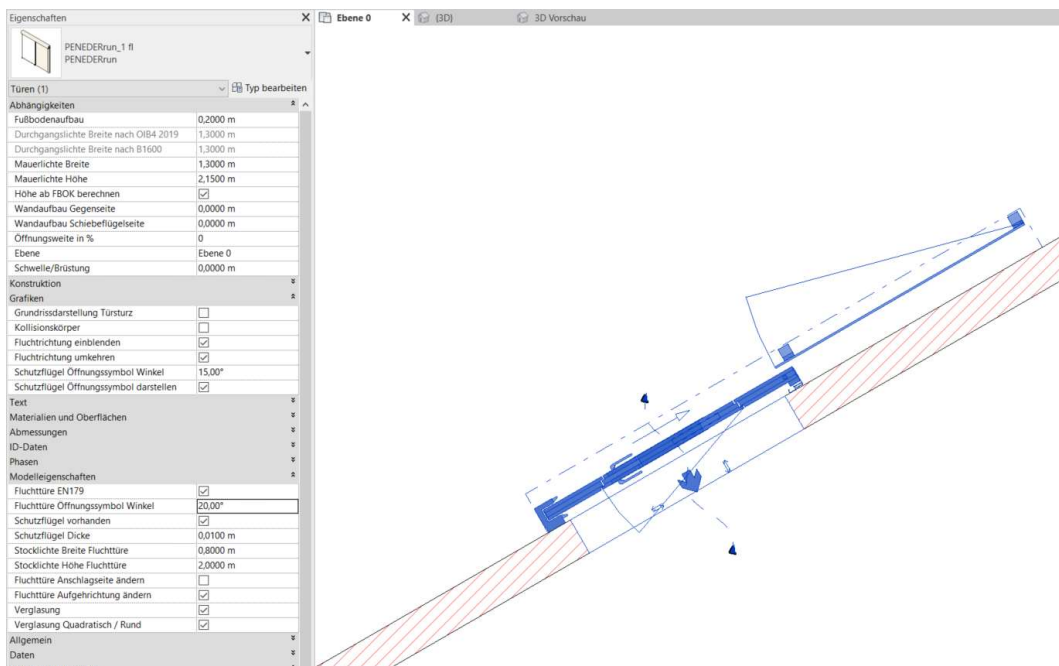 Eigenschaften
Ebene 0
{3D}
3D Vorschau
PENEDERrun_1 fl
PENEDERrun
Türen (1)
Typ bearbeiten
Abhängigkeiten
Fußbodenaufbau 0,2000 m
Durchgangslichte Breite nach OIB4 2019 1,3000 m
Durchgangslichte Breite nach B1600 1,3000 m
Mauerlichte Breite 1,3000 m
Mauerlichte Höhe 2,1500 m
Höhe ab FBOK berechnen
Wandaufbau Gegenseite 0,0000 m
Wandaufbau Schiebeflügelseite 0,0000 m
Öffnungsweite in % 0
Ebene Ebene 0
Schwelle/Brüstung 0,0000 m
Konstruktion
Grafiken
Grundrissdarstellung Türsturz
Kollisionskörper
Fluchtrichtung einblenden
Fluchtrichtung umkehren
Schutzflügel Öffnungssymbol Winkel 15,00°
Schutzflügel Öffnungssymbol darstellen
Text
Materialien und Oberflächen
Abmessungen
ID-Daten
Phasen
Modelleigenschaften
Fluchttüre EN179
Fluchttüre Öffnungssymbol Winkel 20,00°
Schutzflügel vorhanden
Schutzflügel Dicke 0,0100 m
Stocklichte Breite Fluchttüre 0,8000 m
Stocklichte Höhe Fluchttüre 2,0000 m
Fluchttüre Anschlagseite ändern
Fluchttüre Aufgehrichtung ändern
Verglasung
Verglasung Quadratisch / Rund
Allgemein
Daten